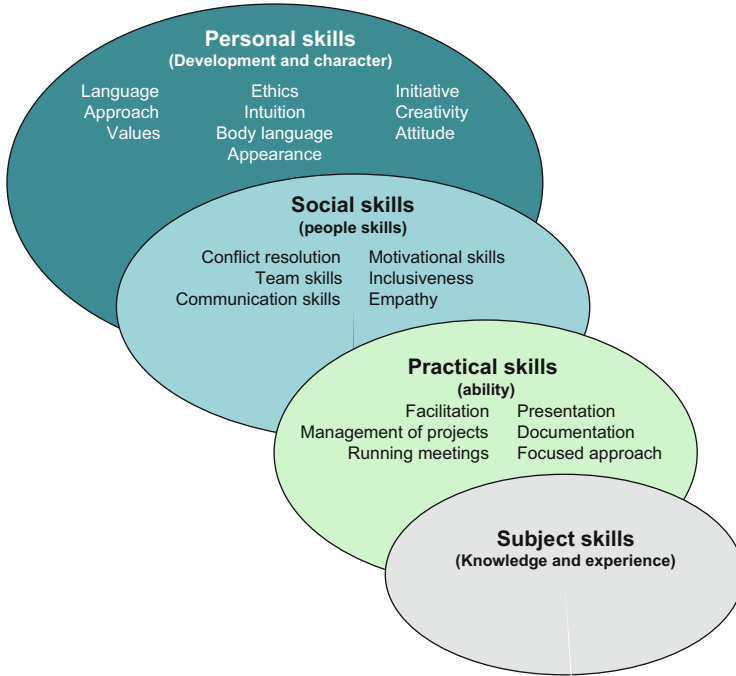 Personal skills
(Development and character)
Language Ethics Initiative
Approach Intuition Creativity
Values Body language Attitude
Appearance
Social skills
(people skills)
Conflict resolution Motivational skills
Team skills Inclusiveness
Communication skills Empathy
Practical skills
(ability)
Facilitation Presentation
Management of projects Documentation
Running meetings Focused approach
Subject skills
(Knowledge and experience)